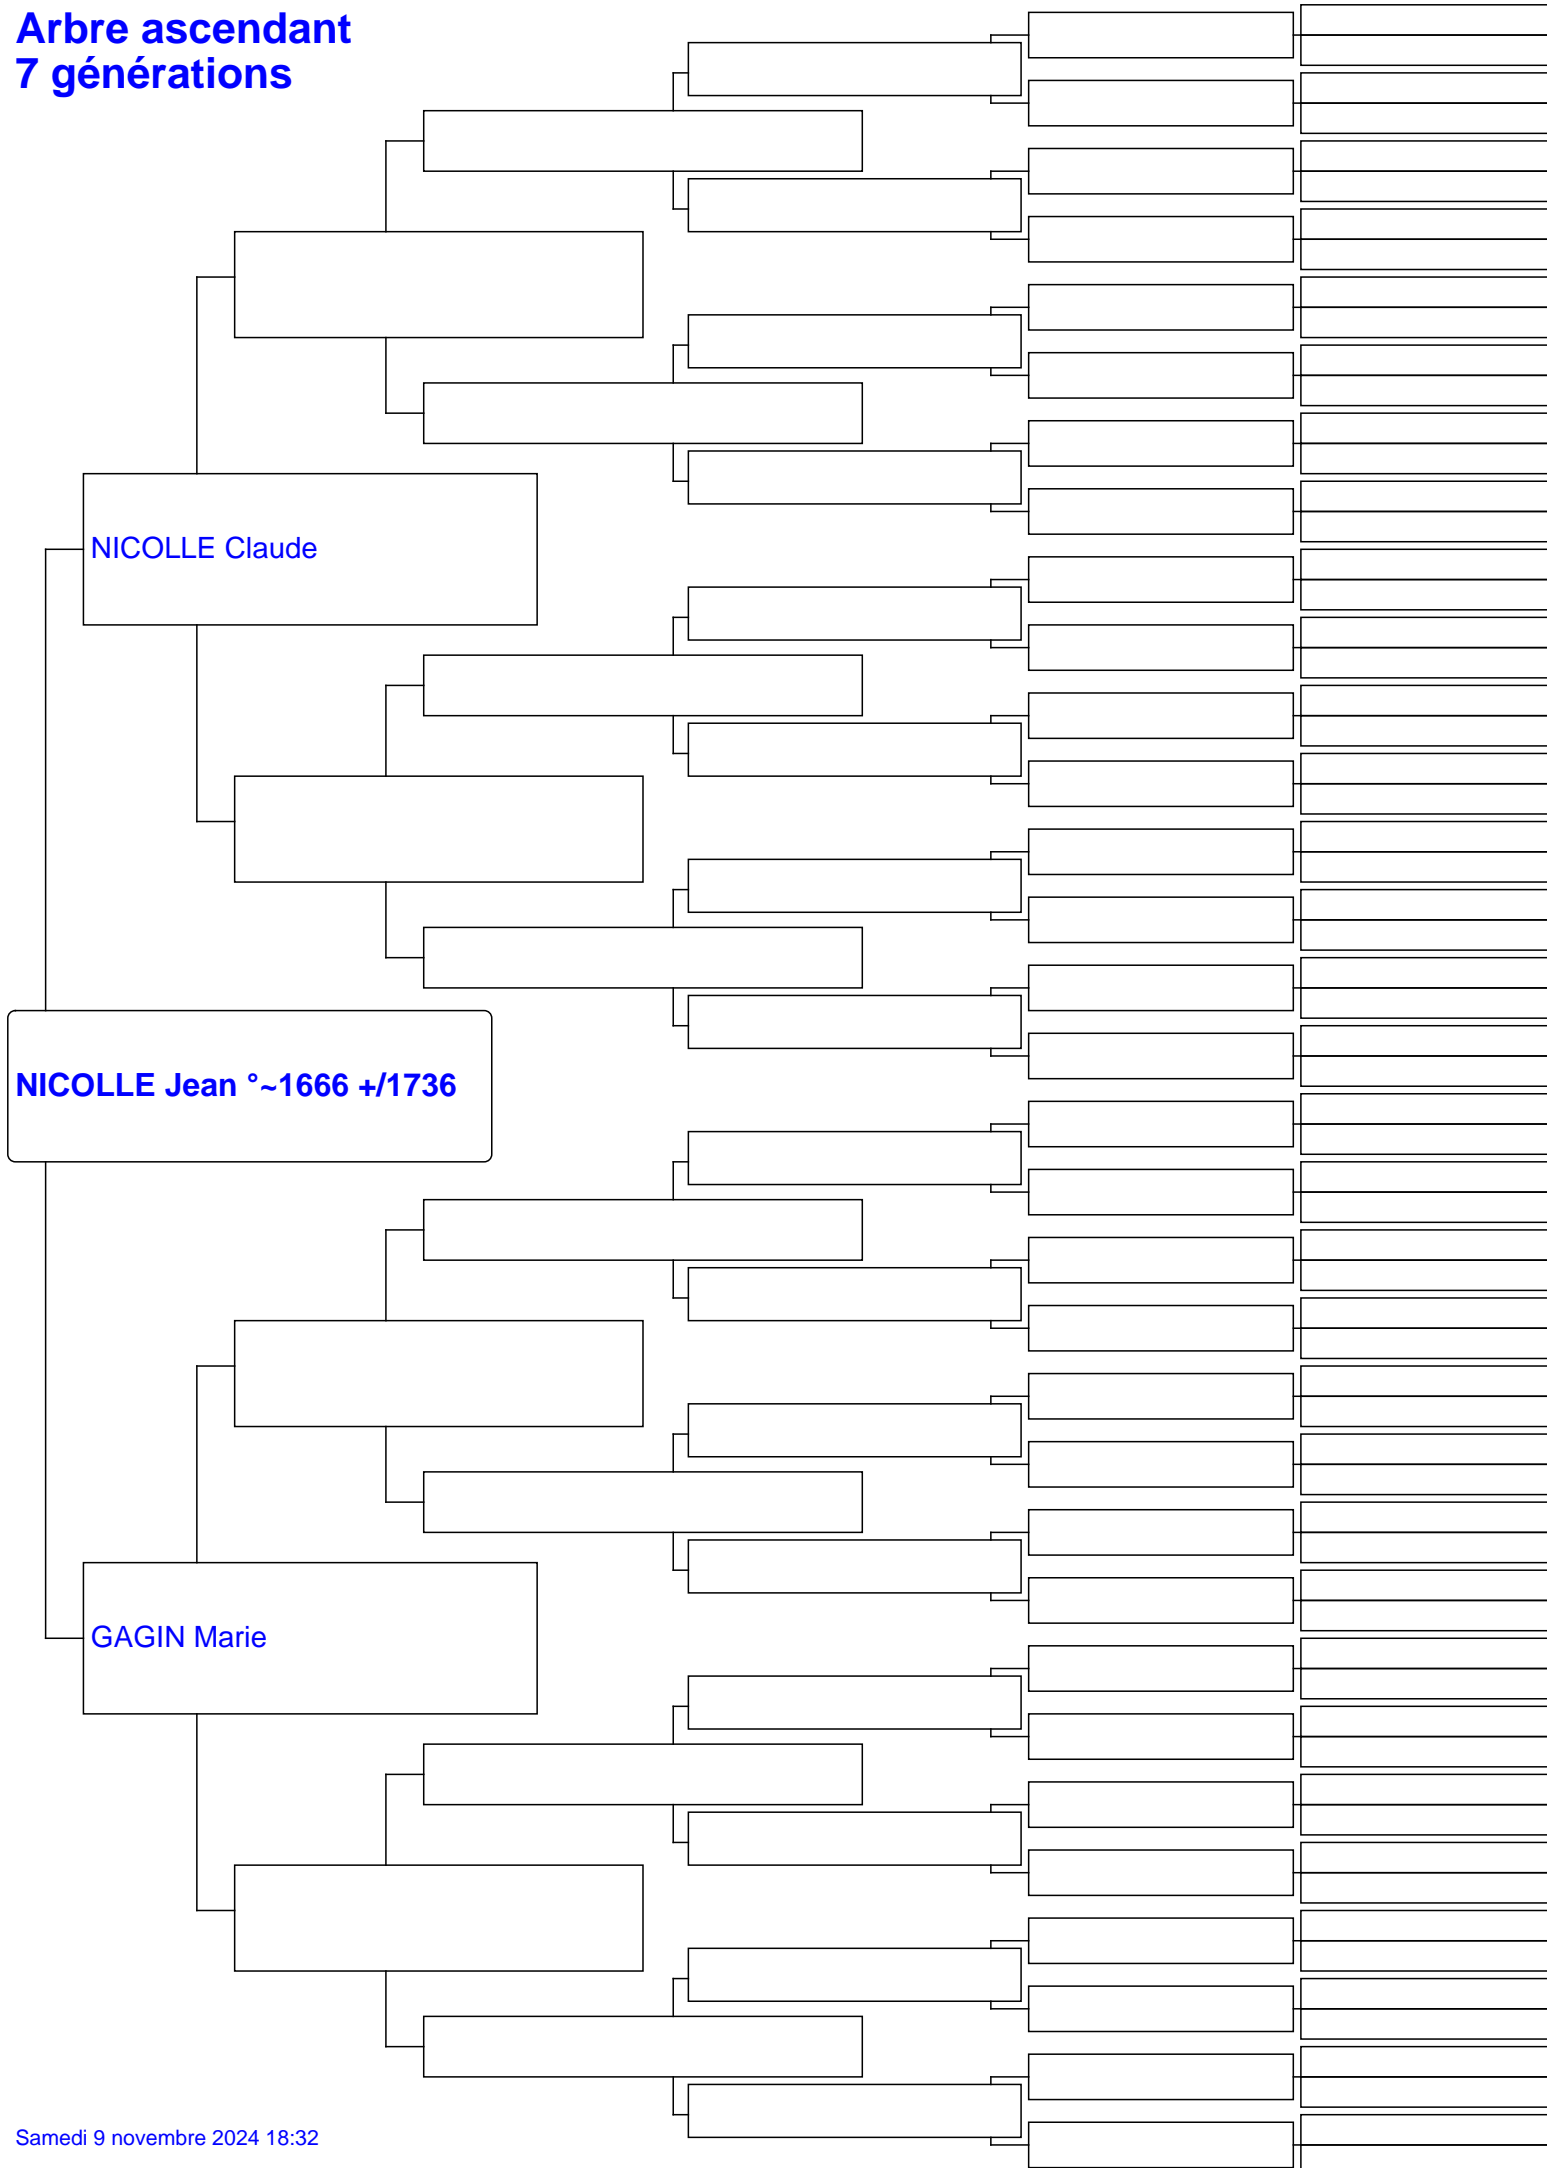 Arbre ascendant
7 générations
NICOLLE Claude
NICOLLE Jean °~1666 +/1736
GAGIN Marie
Samedi 9 novembre 2024 18:32